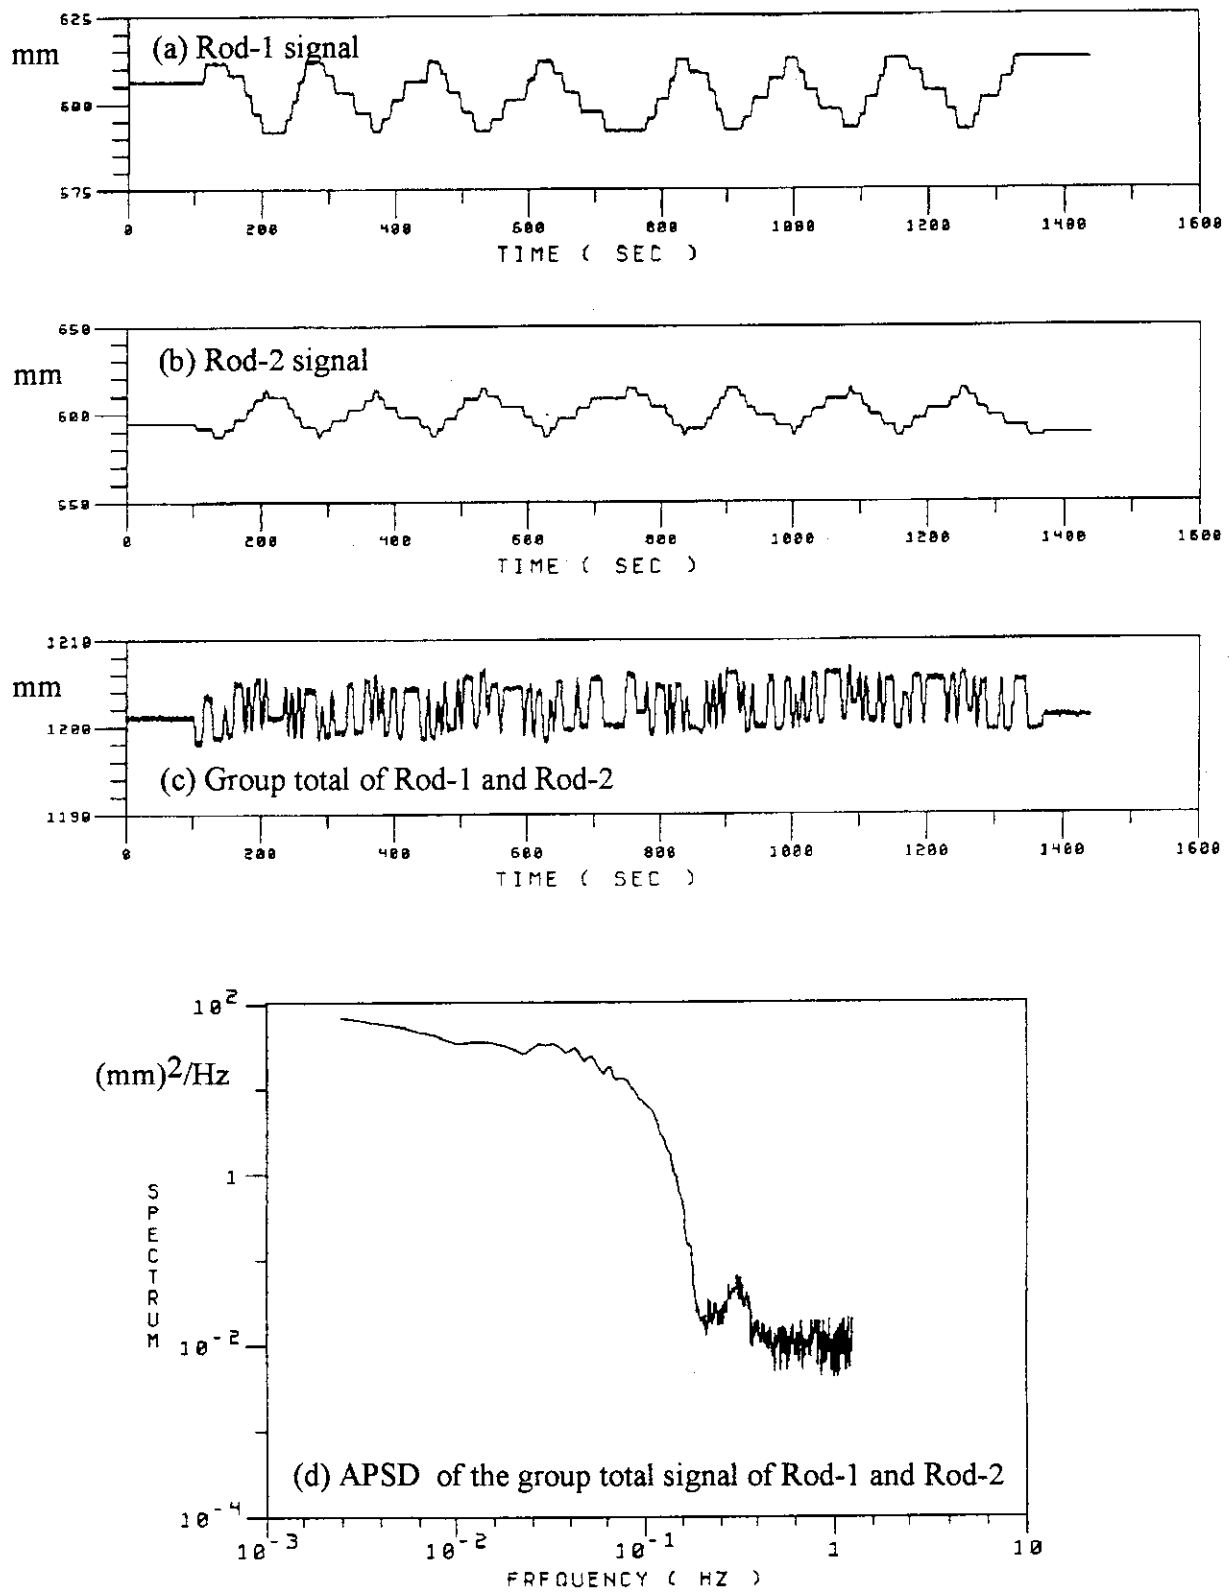 625
mm
(a) Rod-1 signal
600
575
0 200 400 600 800 1000 1200 1400 1600
TIME ( SEC )
650
mm
(b) Rod-2 signal
600
550
0 200 400 600 800 1000 1200 1400 1600
TIME ( SEC )
1210
mm
1200
(c) Group total of Rod-1 and Rod-2
1190
0 200 400 600 800 1000 1200 1400 1600
TIME ( SEC )
10²
(mm)²/Hz
1
SPECTRUM
10⁻²
(d) APSD of the group total signal of Rod-1 and Rod-2
10⁻⁴
10⁻³ 10⁻² 10⁻¹ 1 10
FRFQUENCY ( HZ )